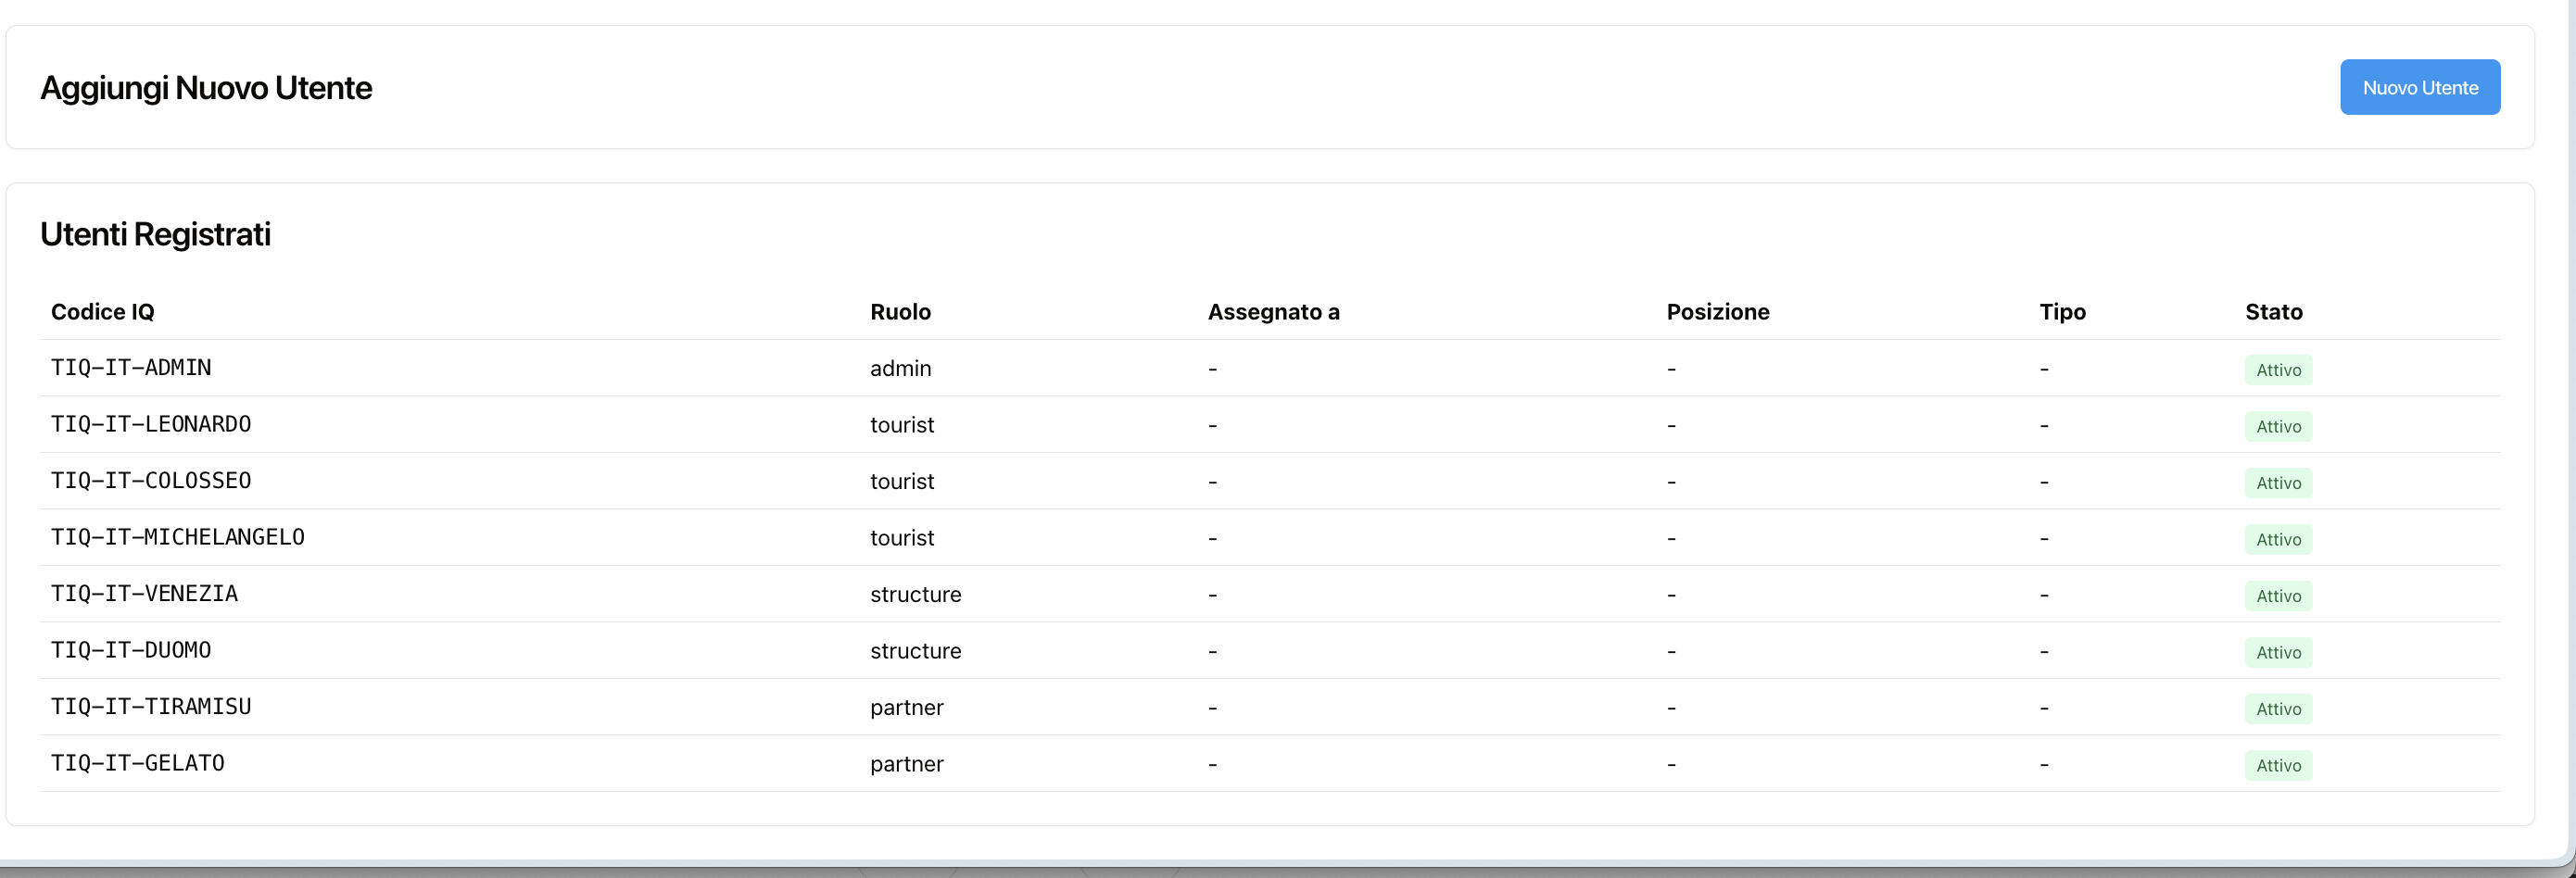 Aggiungi Nuovo Utente Nuovo Utente
Utenti Registrati
Codice IQ Ruolo Assegnato a Posizione Tipo Stato
TIQ-IT-ADMIN admin - - - Attivo
TIQ-IT-LEONARDO tourist - - - Attivo
TIQ-IT-COLOSSEO tourist - - - Attivo
TIQ-IT-MICHELANGELO tourist - - - Attivo
TIQ-IT-VENEZIA structure - - - Attivo
TIQ-IT-DUOMO structure - - - Attivo
TIQ-IT-TIRAMISU partner - - - Attivo
TIQ-IT-GELATO partner - - - Attivo